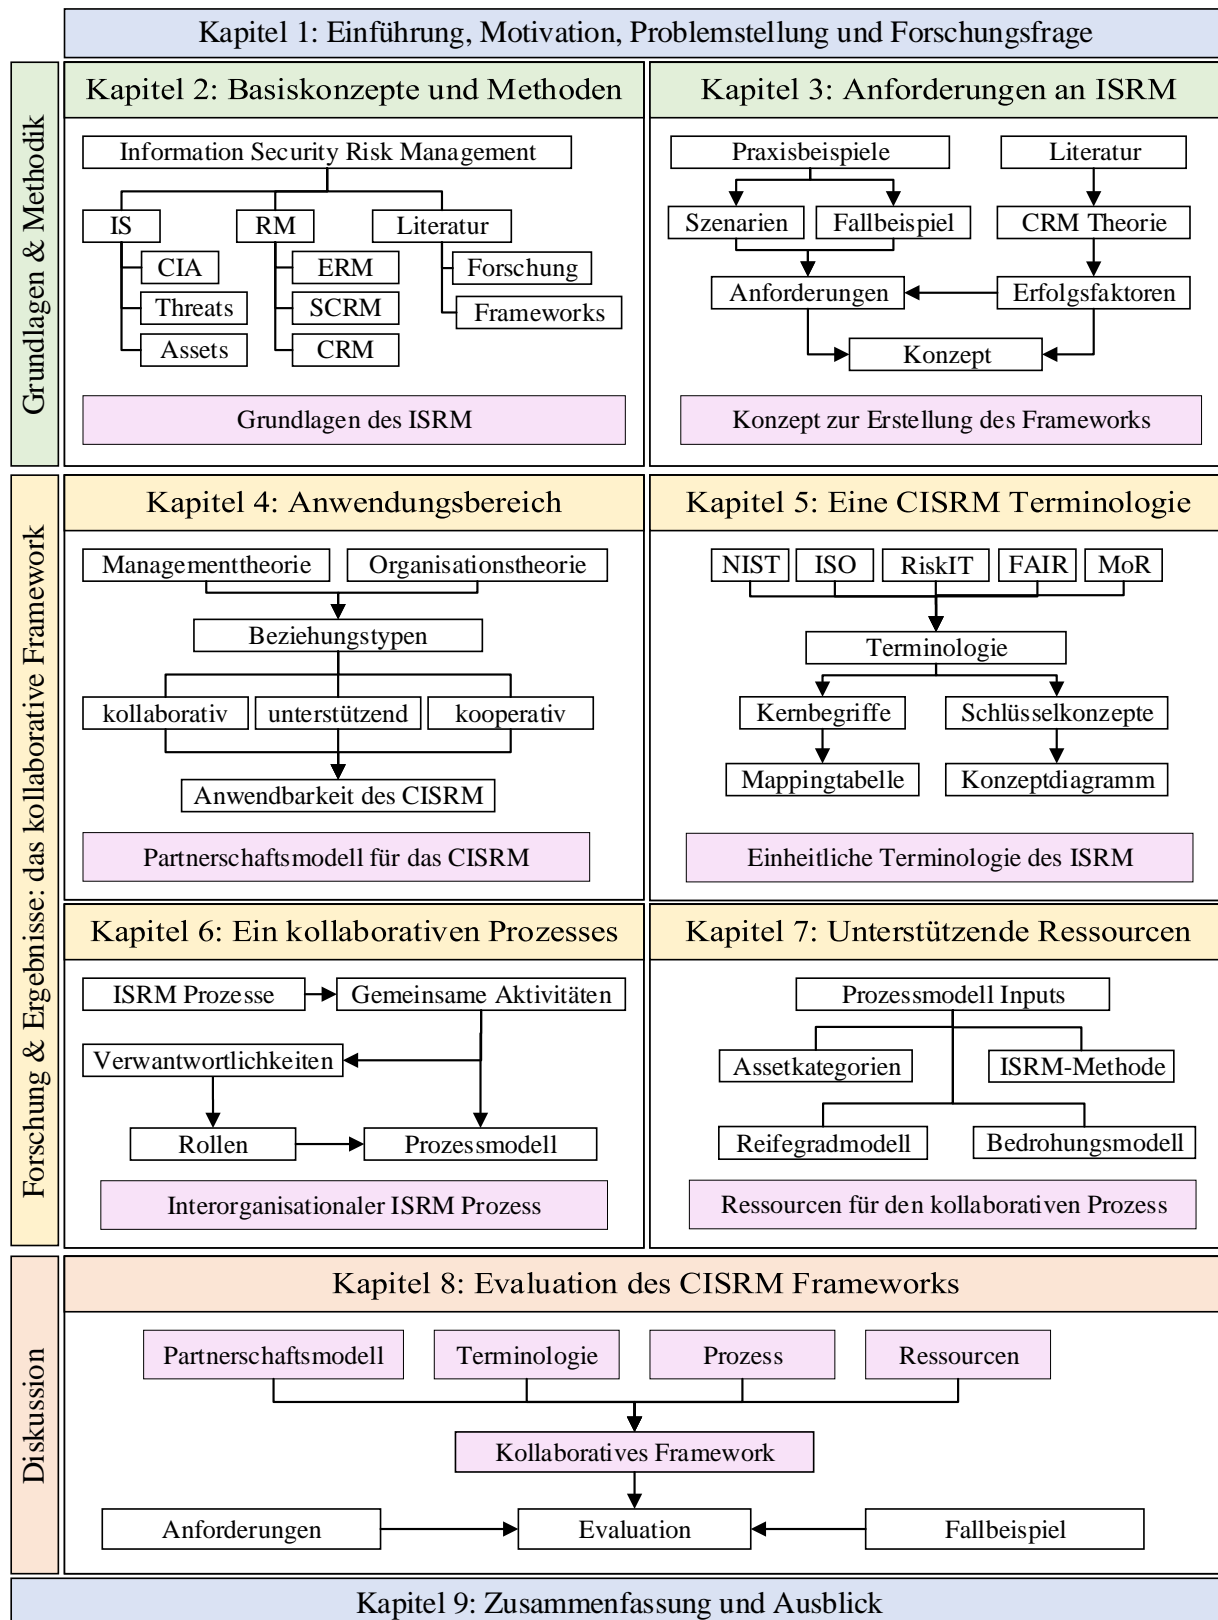 Kapitel 1: Einführung, Motivation, Problemstellung und Forschungsfrage
Grundlagen & Methodik
Kapitel 2: Basiskonzepte und Methoden
Information Security Risk Management
IS
RM
Literatur
CIA
ERM
Forschung
Threats
SCRM
Frameworks
Assets
CRM
Grundlagen des ISRM
Kapitel 3: Anforderungen an ISRM
Praxisbeispiele
Literatur
Szenarien
Fallbeispiel
CRM Theorie
Anforderungen
Erfolgsfaktoren
Konzept
Konzept zur Erstellung des Frameworks
Forschung & Ergebnisse: das kollaborative Framework
Kapitel 4: Anwendungsbereich
Managementtheorie
Organisationstheorie
Beziehungstypen
kollaborativ
unterstützend
kooperativ
Anwendbarkeit des CISRM
Partnerschaftsmodell für das CISRM
Kapitel 5: Eine CISRM Terminologie
NIST
ISO
RiskIT
FAIR
MoR
Terminologie
Kernbegriffe
Schlüsselkonzepte
Mappingtabelle
Konzeptdiagramm
Einheitliche Terminologie des ISRM
Kapitel 6: Ein kollaborativen Prozesses
ISRM Prozesse
Gemeinsame Aktivitäten
Verwantwortlichkeiten
Rollen
Prozessmodell
Interorganisationaler ISRM Prozess
Kapitel 7: Unterstützende Ressourcen
Prozessmodell Inputs
Assetkategorien
ISRM-Methode
Reifegradmodell
Bedrohungsmodell
Ressourcen für den kollaborativen Prozess
Diskussion
Kapitel 8: Evaluation des CISRM Frameworks
Partnerschaftsmodell
Terminologie
Prozess
Ressourcen
Kollaboratives Framework
Anforderungen
Evaluation
Fallbeispiel
Kapitel 9: Zusammenfassung und Ausblick